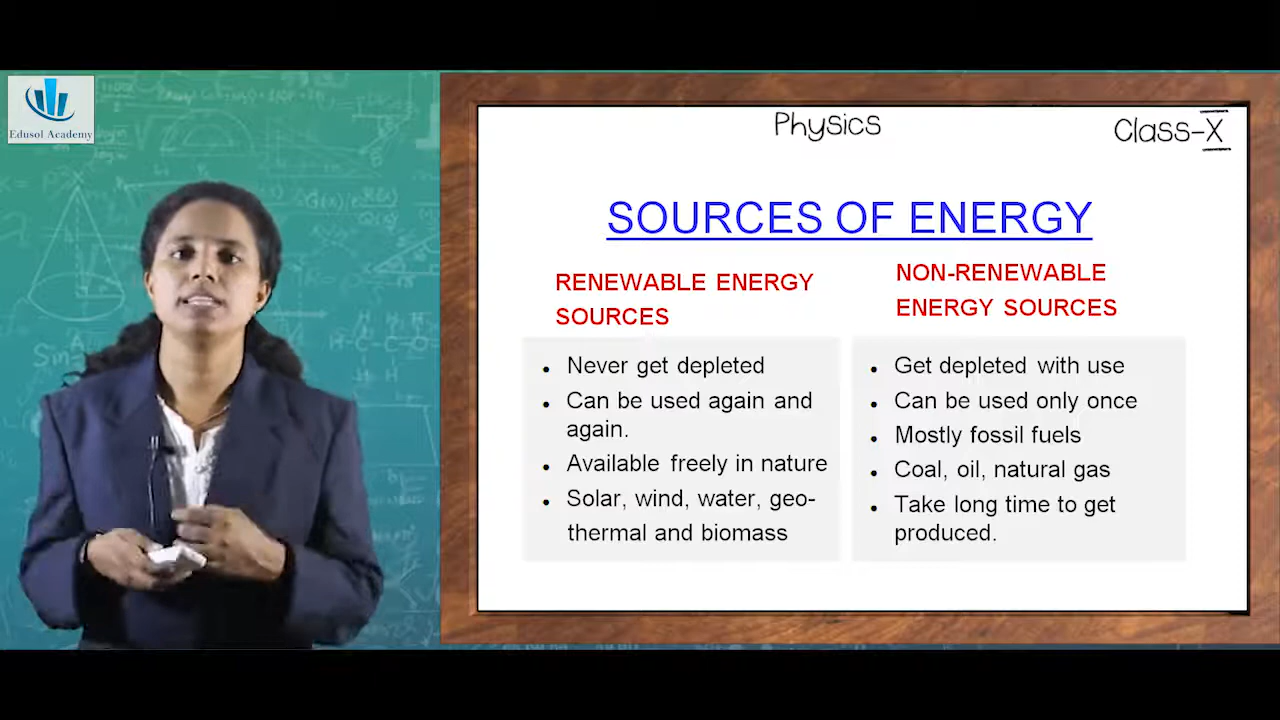 Edusol Academy
Physics
Class-X
SOURCES OF ENERGY
RENEWABLE ENERGY
SOURCES
• Never get depleted
• Can be used again and
again.
• Available freely in nature
• Solar, wind, water, geo-
thermal and biomass
NON-RENEWABLE
ENERGY SOURCES
• Get depleted with use
• Can be used only once
• Mostly fossil fuels
• Coal, oil, natural gas
• Take long time to get
produced.